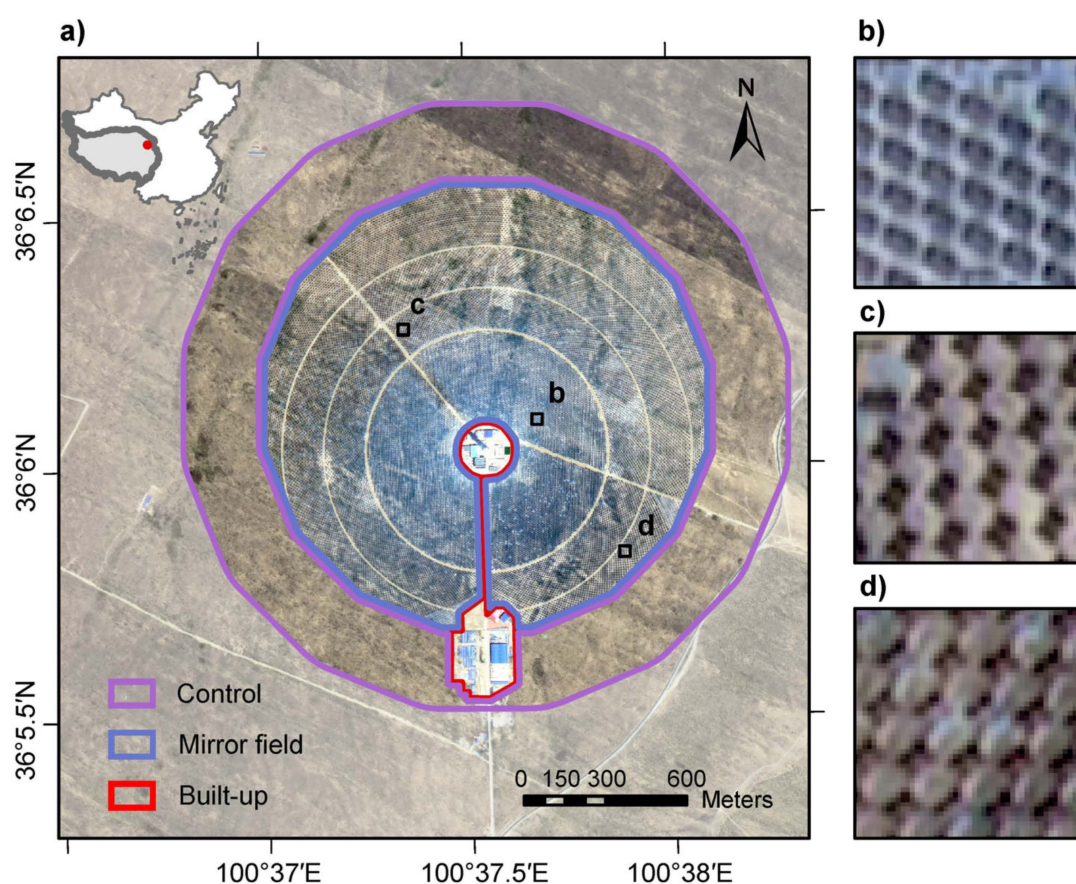 a)
b)
N
36°6.5'N
c
c)
b
36°6'N
d
d)
Control
36°5.5'N
Mirror field
0 150 300 600
Built-up
Meters
100°37'E 100°37.5'E 100°38'E